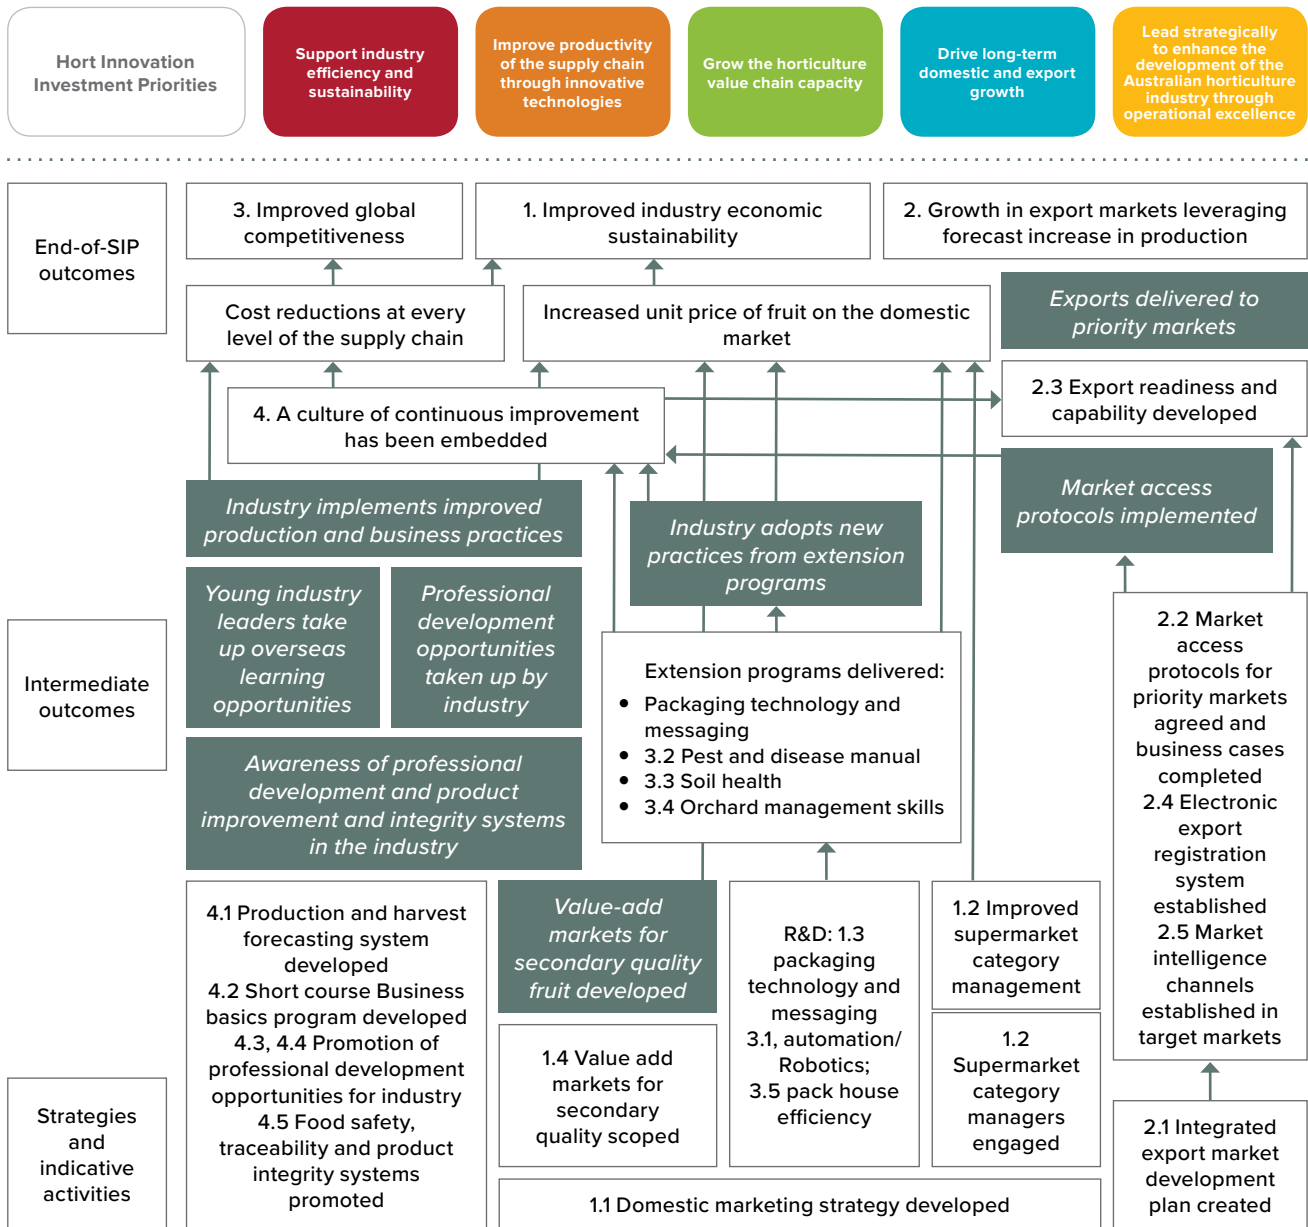 Hort Innovation
Investment Priorities
Support industry
efficiency and
sustainability
Improve productivity
of the supply chain
through innovative
technologies
Grow the horticulture
value chain capacity
Drive long-term
domestic and export
growth
Lead strategically
to enhance the
development of the
Australian horticulture
industry through
operational excellence
End-of-SIP
outcomes
3. Improved global
competitiveness
1. Improved industry economic
sustainability
2. Growth in export markets leveraging
forecast increase in production
Cost reductions at every
level of the supply chain
Increased unit price of fruit on the domestic
market
Exports delivered to
priority markets
4. A culture of continuous improvement
has been embedded
2.3 Export readiness and
capability developed
Industry implements improved
production and business practices
Industry adopts new
practices from extension
programs
Market access
protocols implemented
Intermediate
outcomes
Young industry
leaders take
up overseas
learning
opportunities
Professional
development
opportunities
taken up by
industry
Extension programs delivered:
• Packaging technology and
messaging
• 3.2 Pest and disease manual
• 3.3 Soil health
• 3.4 Orchard management skills
2.2 Market
access
protocols for
priority markets
agreed and
business cases
completed
2.4 Electronic
export
registration
system
established
2.5 Market
intelligence
channels
established in
target markets
Awareness of professional
development and product
improvement and integrity systems
in the industry
Strategies
and
indicative
activities
4.1 Production and harvest
forecasting system
developed
4.2 Short course Business
basics program developed
4.3, 4.4 Promotion of
professional development
opportunities for industry
4.5 Food safety,
traceability and product
integrity systems
promoted
Value-add
markets for
secondary quality
fruit developed
1.4 Value add
markets for
secondary
quality scoped
R&D: 1.3
packaging
technology and
messaging
3.1, automation/
Robotics;
3.5 pack house
efficiency
1.2 Improved
supermarket
category
management
1.2
Supermarket
category
managers
engaged
2.1 Integrated
export market
development
plan created
1.1 Domestic marketing strategy developed